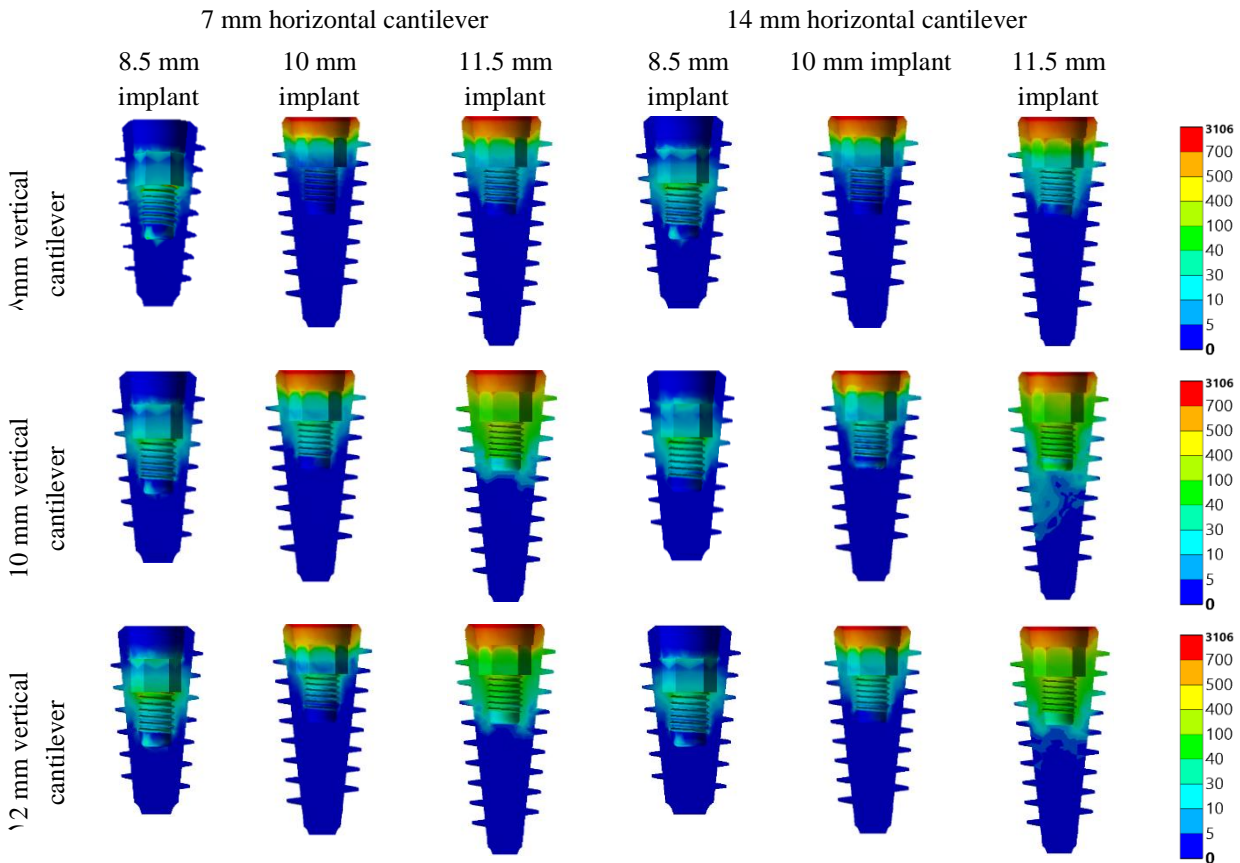 7 mm horizontal cantilever
14 mm horizontal cantilever
8.5 mm
implant
10 mm
implant
11.5 mm
implant
8.5 mm
implant
10 mm implant
11.5 mm
implant
٨mm vertical
cantilever
3106
700
500
400
100
40
30
10
5
0
10 mm vertical
cantilever
3106
700
500
400
100
40
30
10
5
0
١2 mm vertical
cantilever
3106
700
500
400
100
40
30
10
5
0